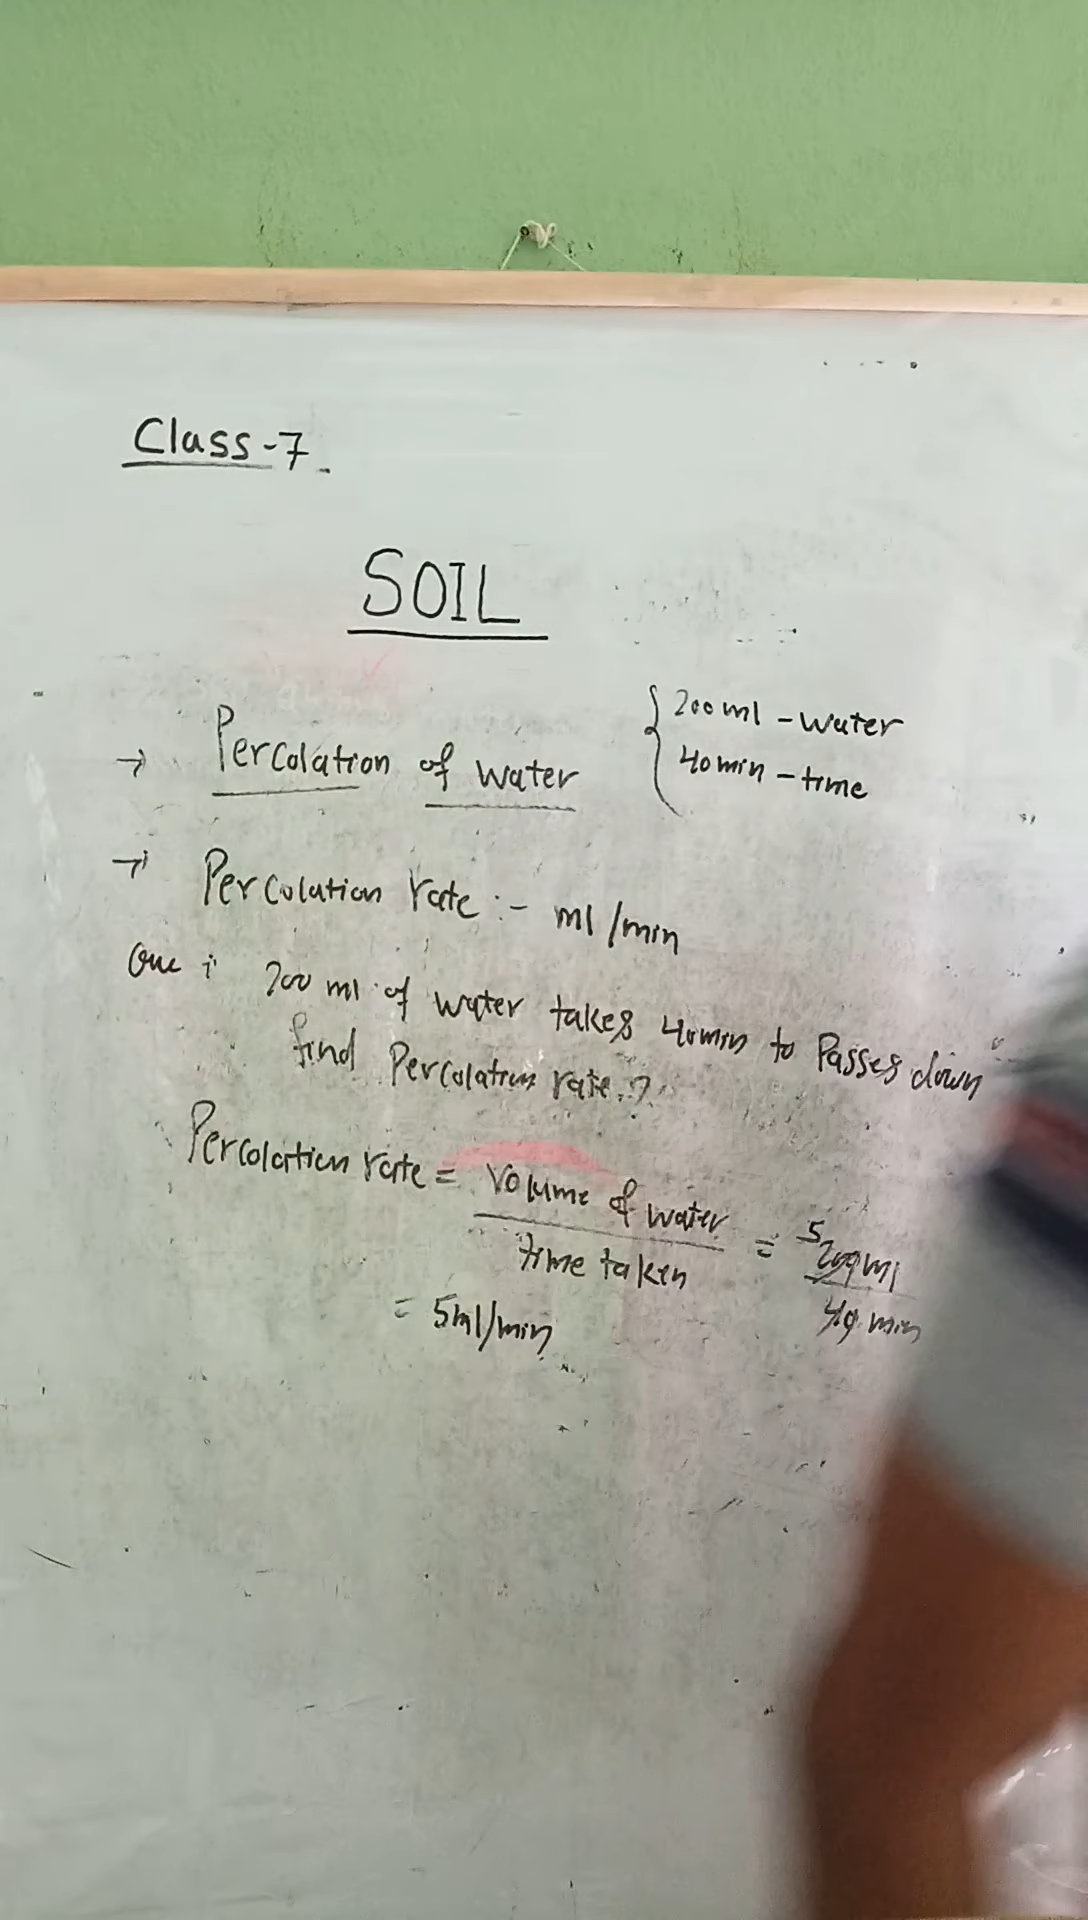 Class-7
SOIL
→ Percolation of water { 200 ml - water
40 min - time
→ Percolation rate :- ml/min
Que : 200 ml of water takes 40 min to Passes down
find Percolation rate ?
Percolation rate = Volume of water / time taken = 5 200 ml / 40 min
= 5 ml/min